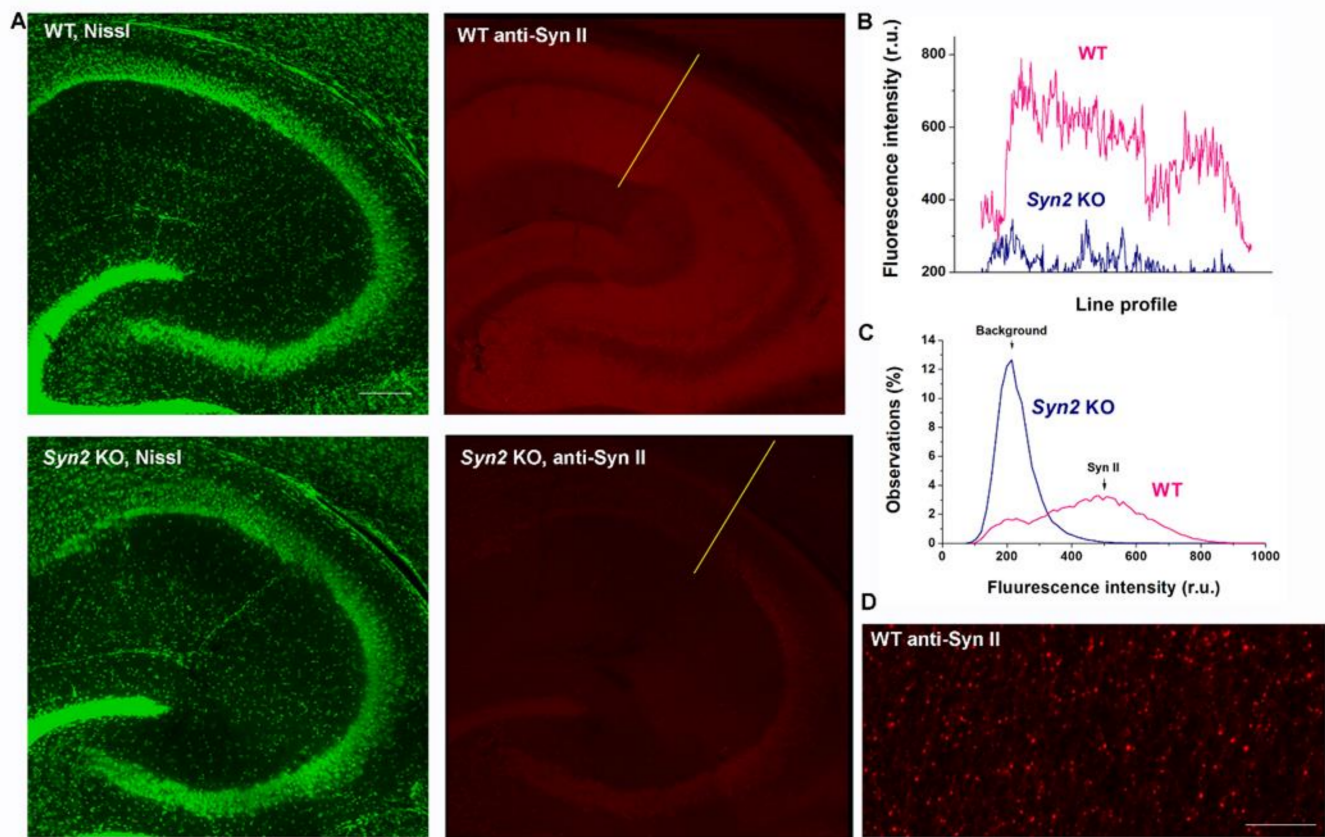 A
WT, Nissl
WT anti-Syn II
Syn2 KO, Nissl
Syn2 KO, anti-Syn II
B
Fluorescence intensity (r.u.)
800
600
400
200
WT
Syn2 KO
Line profile
C
Observations (%)
14
12
10
8
6
4
2
0
Background
Syn2 KO
Syn II
WT
0 200 400 600 800 1000
Fluurescence intensity (r.u.)
D
WT anti-Syn II